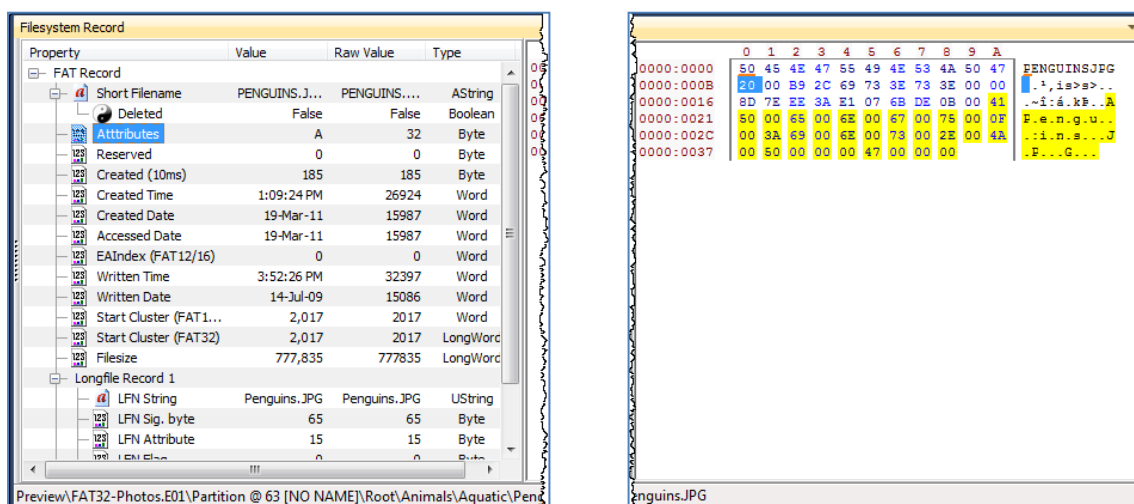 Filesystem Record
Property Value Raw Value Type
FAT Record
Short Filename PENGUINS.J... PENGUINS.... AString
Deleted False False Boolean
Atttributes A 32 Byte
Reserved 0 0 Byte
Created (10ms) 185 185 Byte
Created Time 1:09:24 PM 26924 Word
Created Date 19-Mar-11 15987 Word
Accessed Date 19-Mar-11 15987 Word
EAIndex (FAT12/16) 0 0 Word
Written Time 3:52:26 PM 32397 Word
Written Date 14-Jul-09 15086 Word
Start Cluster (FAT1... 2,017 2017 Word
Start Cluster (FAT32) 2,017 2017 LongWord
Filesize 777,835 777835 LongWord
Longfile Record 1
LFN String Penguins.JPG Penguins.JPG UString
LFN Sig. byte 65 65 Byte
LFN Attribute 15 15 Byte
Preview\FAT32-Photos.E01\Partition @ 63 [NO NAME]\Root\Animals\Aquatic\Pen
0 1 2 3 4 5 6 7 8 9 A
0000:0000 50 45 4E 47 55 49 4E 53 4A 50 47 PENGUINSJPG
0000:000B 20 00 B9 2C 69 73 3E 73 3E 00 00 .¹,is>s>..
0000:0016 8D 7E EE 3A E1 07 6B DE 0B 00 41 .~î:á.kÞ..A
0000:0021 50 00 65 00 6E 00 67 00 75 00 0F P.e.n.g.u..
0000:002C 00 3A 69 00 6E 00 73 00 2E 00 4A .:i.n.s...J
0000:0037 00 50 00 00 00 47 00 00 00 .P...G...
enguins.JPG